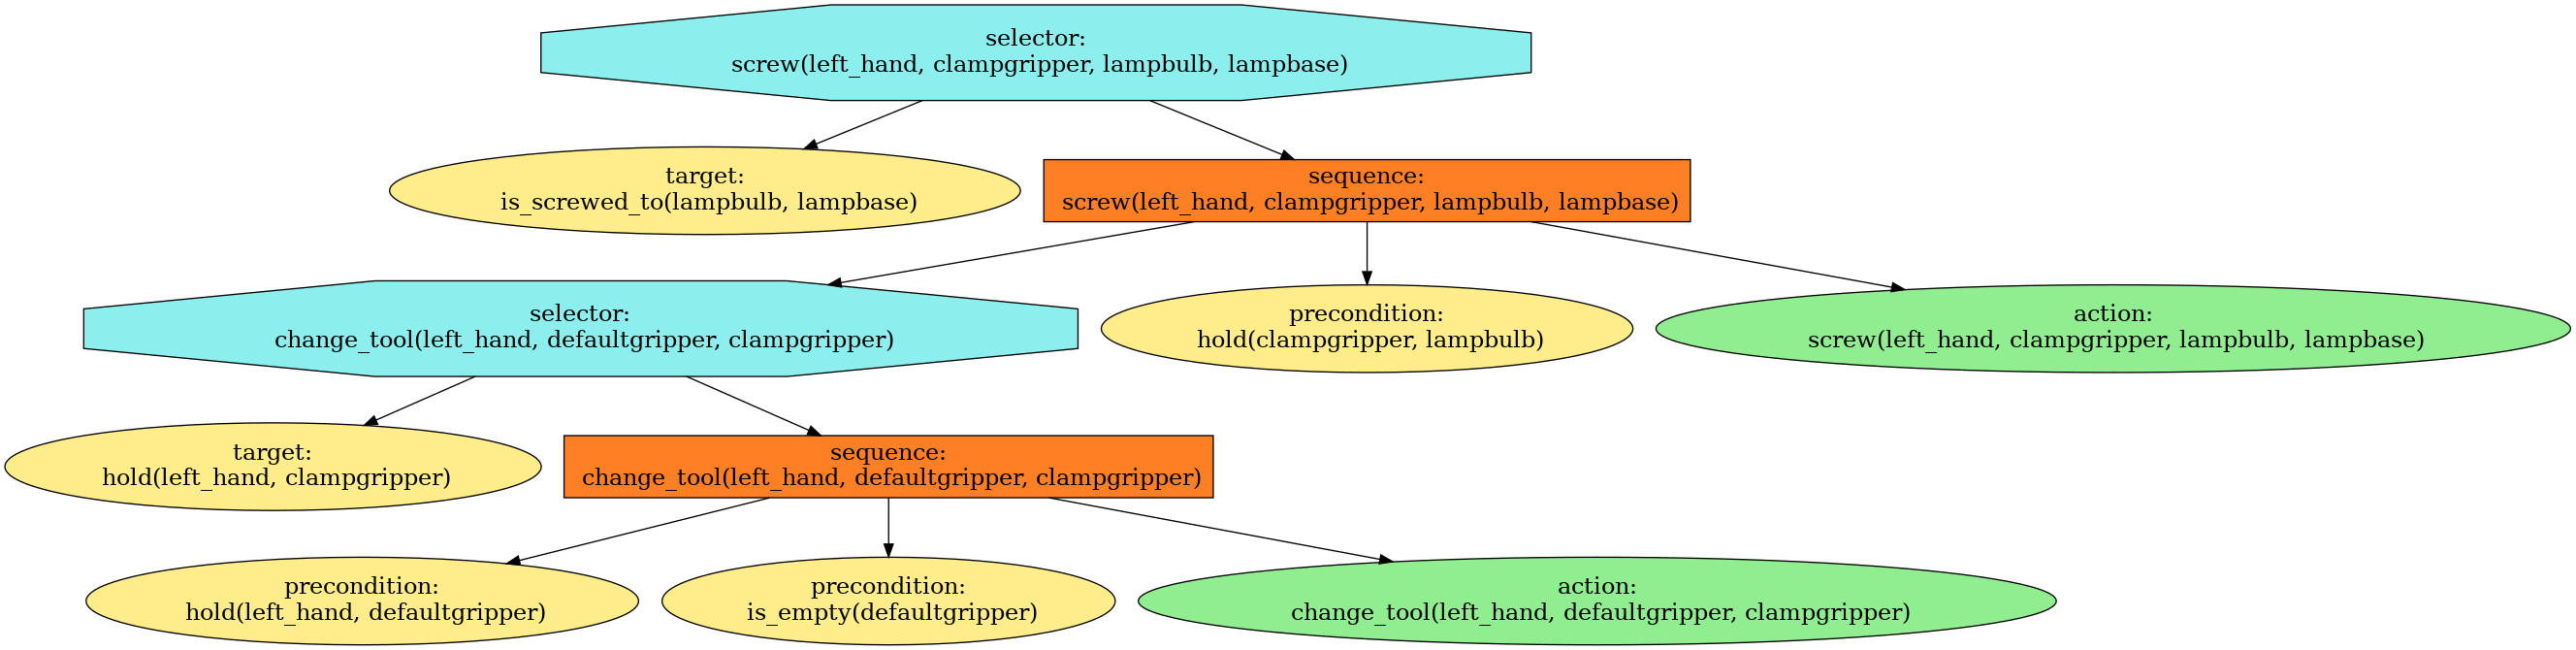 selector:
screw(left_hand, clampgripper, lampbulb, lampbase)
target:
is_screwed_to(lampbulb, lampbase)
sequence:
screw(left_hand, clampgripper, lampbulb, lampbase)
selector:
change_tool(left_hand, defaultgripper, clampgripper)
precondition:
hold(clampgripper, lampbulb)
action:
screw(left_hand, clampgripper, lampbulb, lampbase)
target:
hold(left_hand, clampgripper)
sequence:
change_tool(left_hand, defaultgripper, clampgripper)
precondition:
hold(left_hand, defaultgripper)
precondition:
is_empty(defaultgripper)
action:
change_tool(left_hand, defaultgripper, clampgripper)